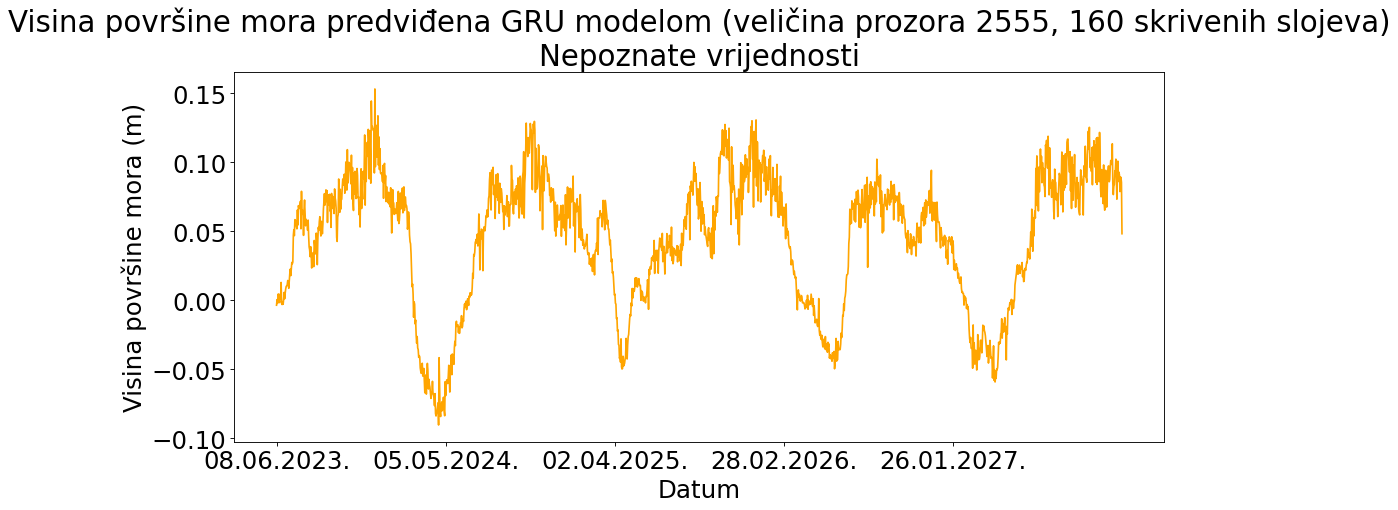 Visina površine mora predviđena GRU modelom (veličina prozora 2555, 160 skrivenih slojeva)
Nepoznate vrijednosti
Visina površine mora (m)
0.15
0.10
0.05
0.00
−0.05
−0.10
08.06.2023. 05.05.2024. 02.04.2025. 28.02.2026. 26.01.2027.
Datum